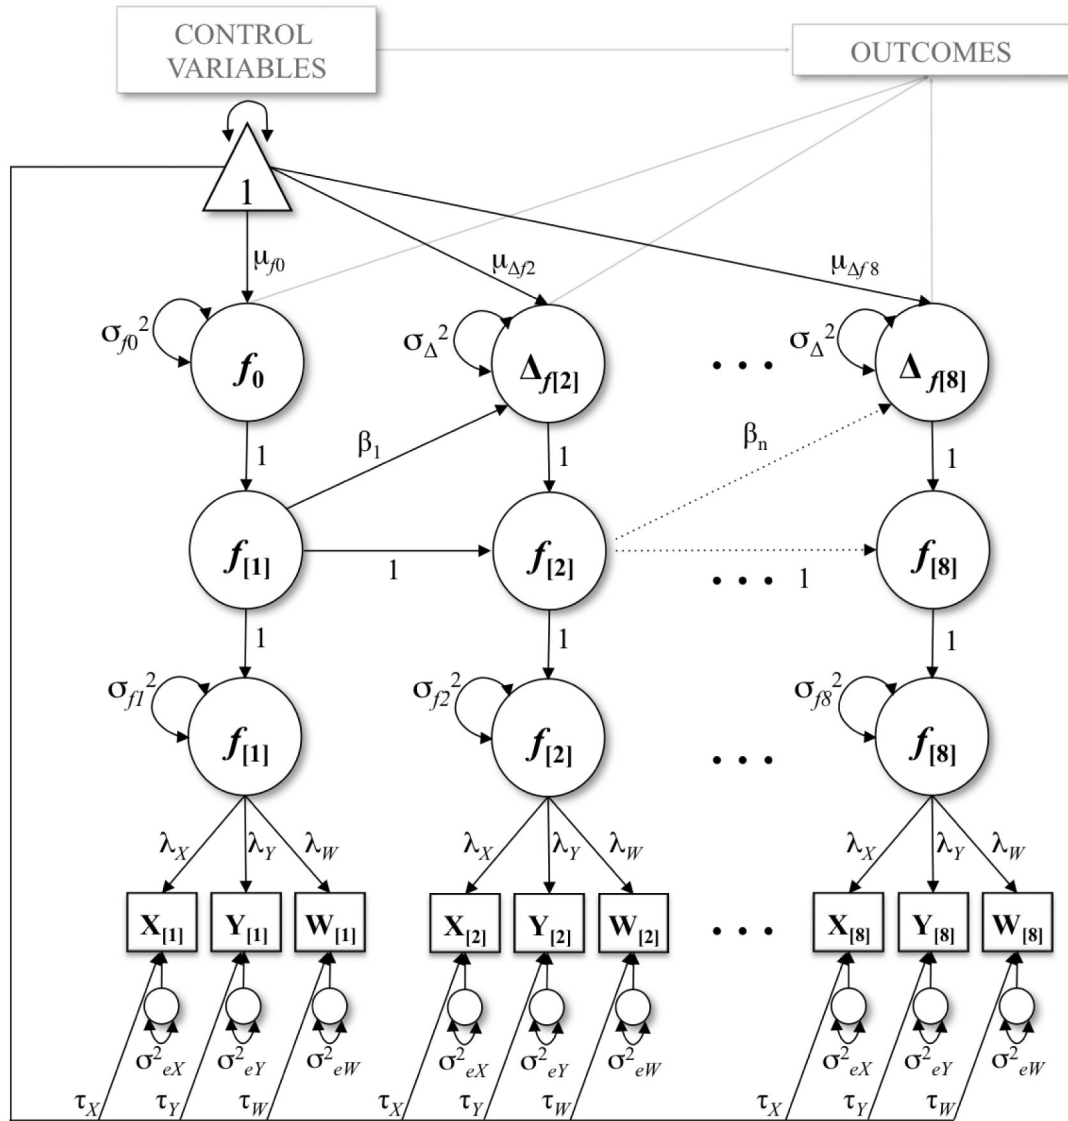 CONTROL
VARIABLES
OUTCOMES
1
μf0
μΔf2
μΔf8
σf0²
σΔ²
σΔ²
f0
Δf[2]
• • •
Δf[8]
1
β1
1
βn
1
f[1]
1
f[2]
• • •
1
f[8]
1
1
1
σf1²
σf2²
σf8²
f[1]
f[2]
• • •
f[8]
λX λY λW
λX λY λW
λX λY λW
X[1] Y[1] W[1]
X[2] Y[2] W[2]
• • •
X[8] Y[8] W[8]
σ²eX σ²eY σ²eW
σ²eX σ²eY σ²eW
σ²eX σ²eY σ²eW
τX τY τW
τX τY τW
τX τY τW